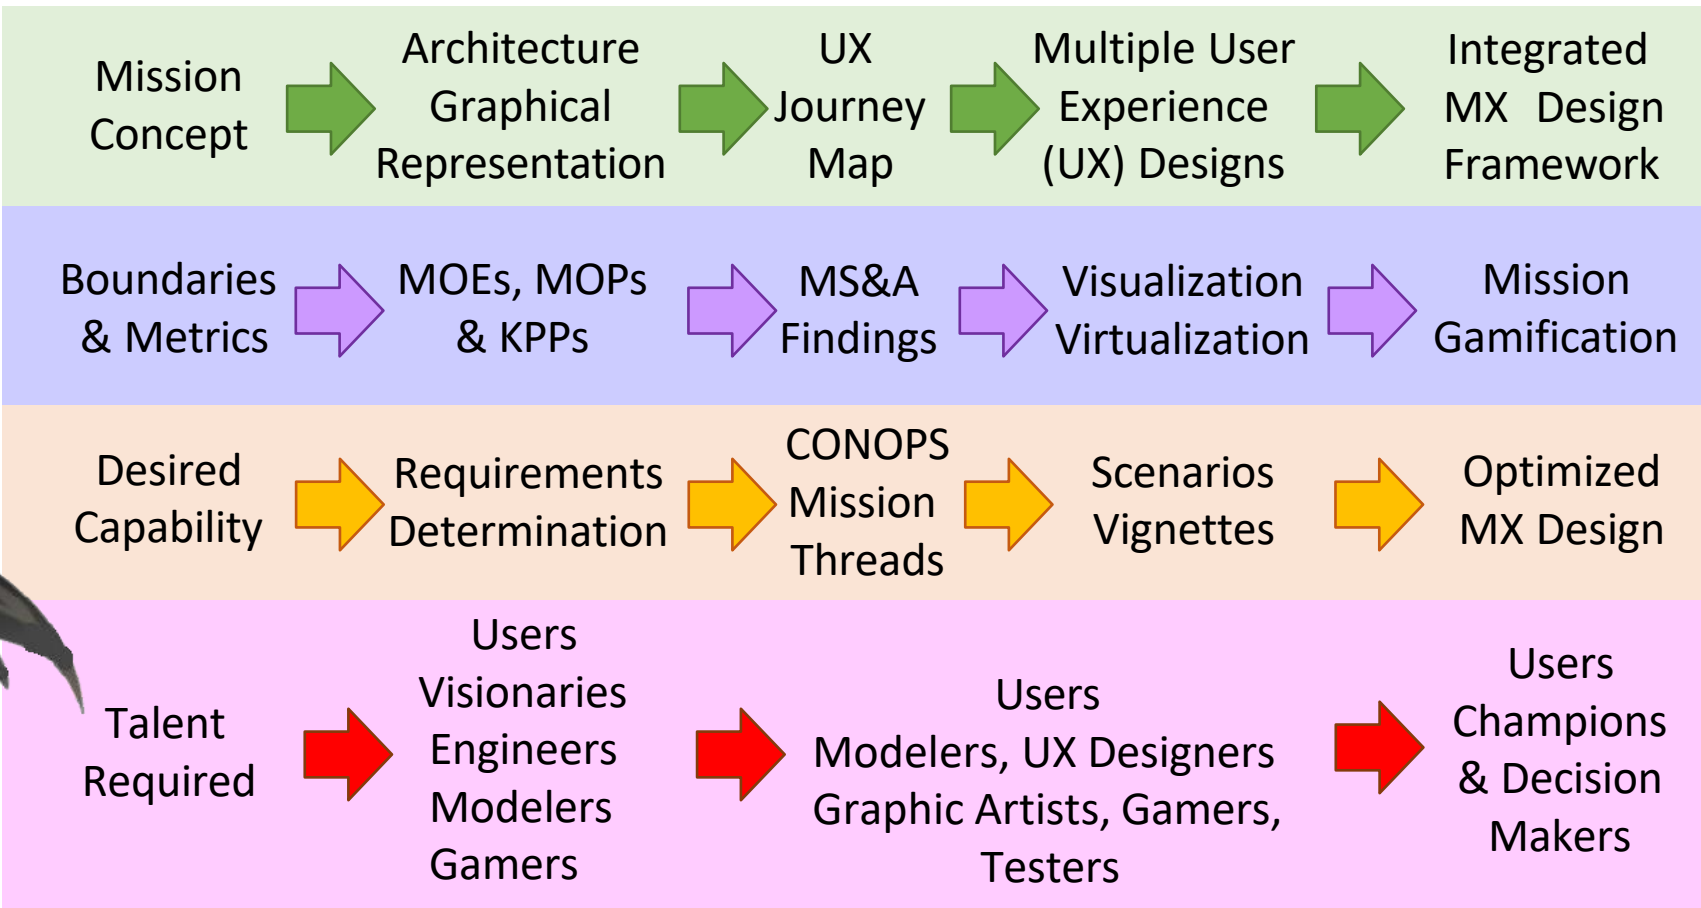 Mission
Concept
Architecture
Graphical
Representation
UX
Journey
Map
Multiple User
Experience
(UX) Designs
Integrated
MX Design
Framework
Boundaries
& Metrics
MOEs, MOPs
& KPPs
MS&A
Findings
Visualization
Virtualization
Mission
Gamification
Desired
Capability
Requirements
Determination
CONOPS
Mission
Threads
Scenarios
Vignettes
Optimized
MX Design
Talent
Required
Users
Visionaries
Engineers
Modelers
Gamers
Users
Modelers, UX Designers
Graphic Artists, Gamers,
Testers
Users
Champions
& Decision
Makers